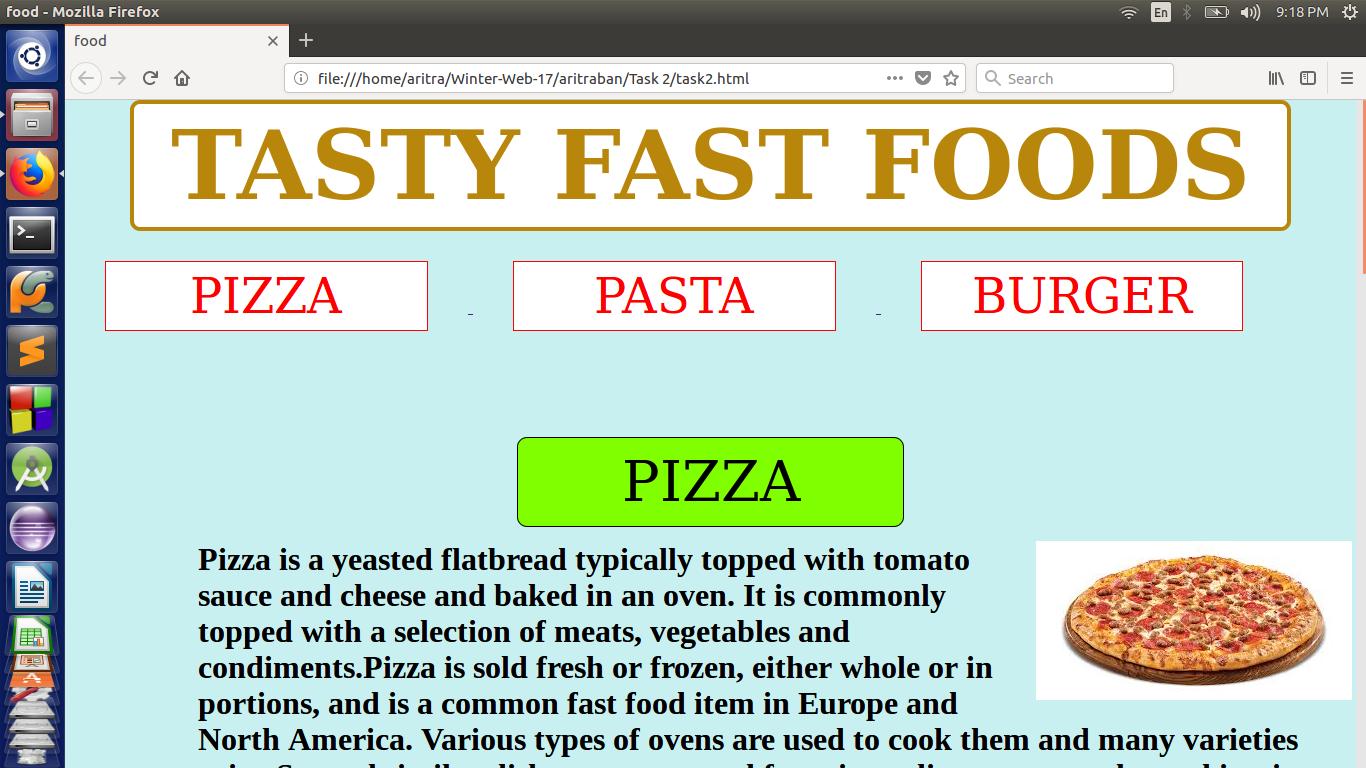 food - Mozilla Firefox
En
9:18 PM
food
file:///home/aritra/Winter-Web-17/aritraban/Task 2/task2.html
Search
TASTY FAST FOODS
PIZZA
PASTA
BURGER
PIZZA
Pizza is a yeasted flatbread typically topped with tomato
sauce and cheese and baked in an oven. It is commonly
topped with a selection of meats, vegetables and
condiments.Pizza is sold fresh or frozen, either whole or in
portions, and is a common fast food item in Europe and
North America. Various types of ovens are used to cook them and many varieties